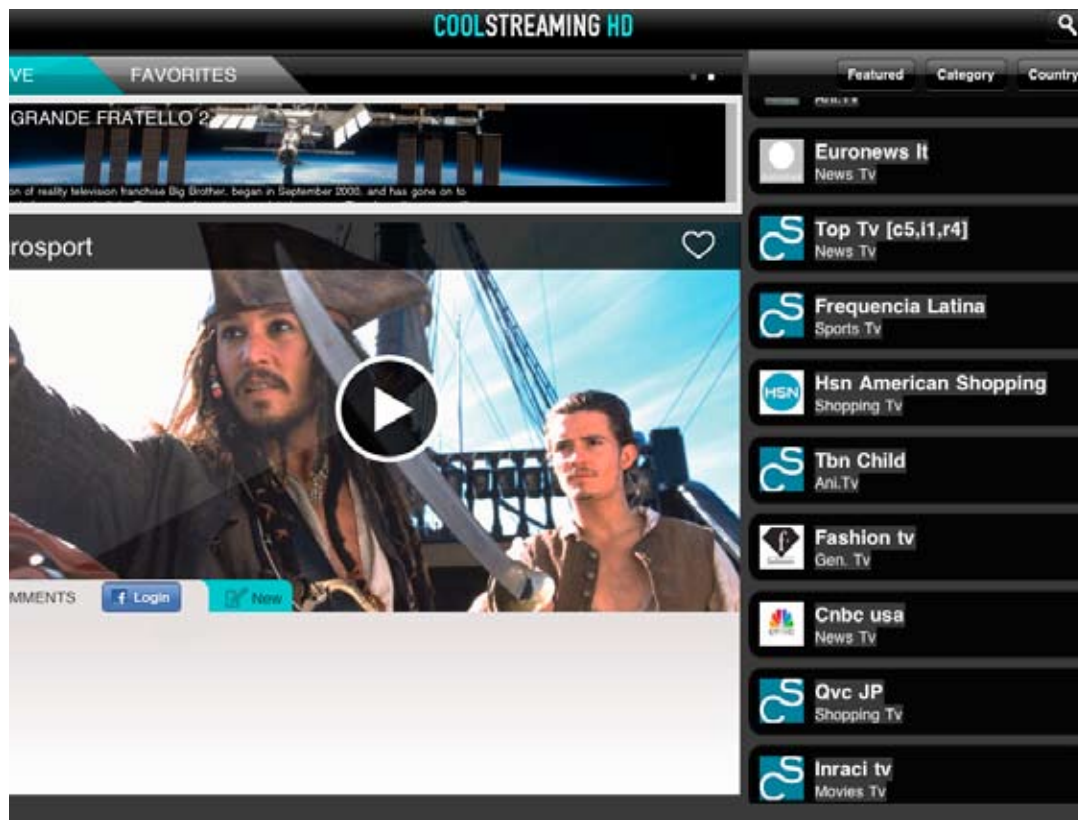 COOLSTREAMING HD
VE
FAVORITES
GRANDE FRATELLO 2
on of reality television franchise Big Brother, began in September 2000, and has gone on to
rosport
MMENTS
f Login
New
Featured
Category
Country
Ani.Tv
Euronews It
News Tv
Top Tv [c5,i1,r4]
News Tv
Frequencia Latina
Sports Tv
HSN
Hsn American Shopping
Shopping Tv
Tbn Child
Ani.Tv
f
Fashion tv
Gen. Tv
Cnbc usa
News Tv
Qvc JP
Shopping Tv
Inraci tv
Movies Tv